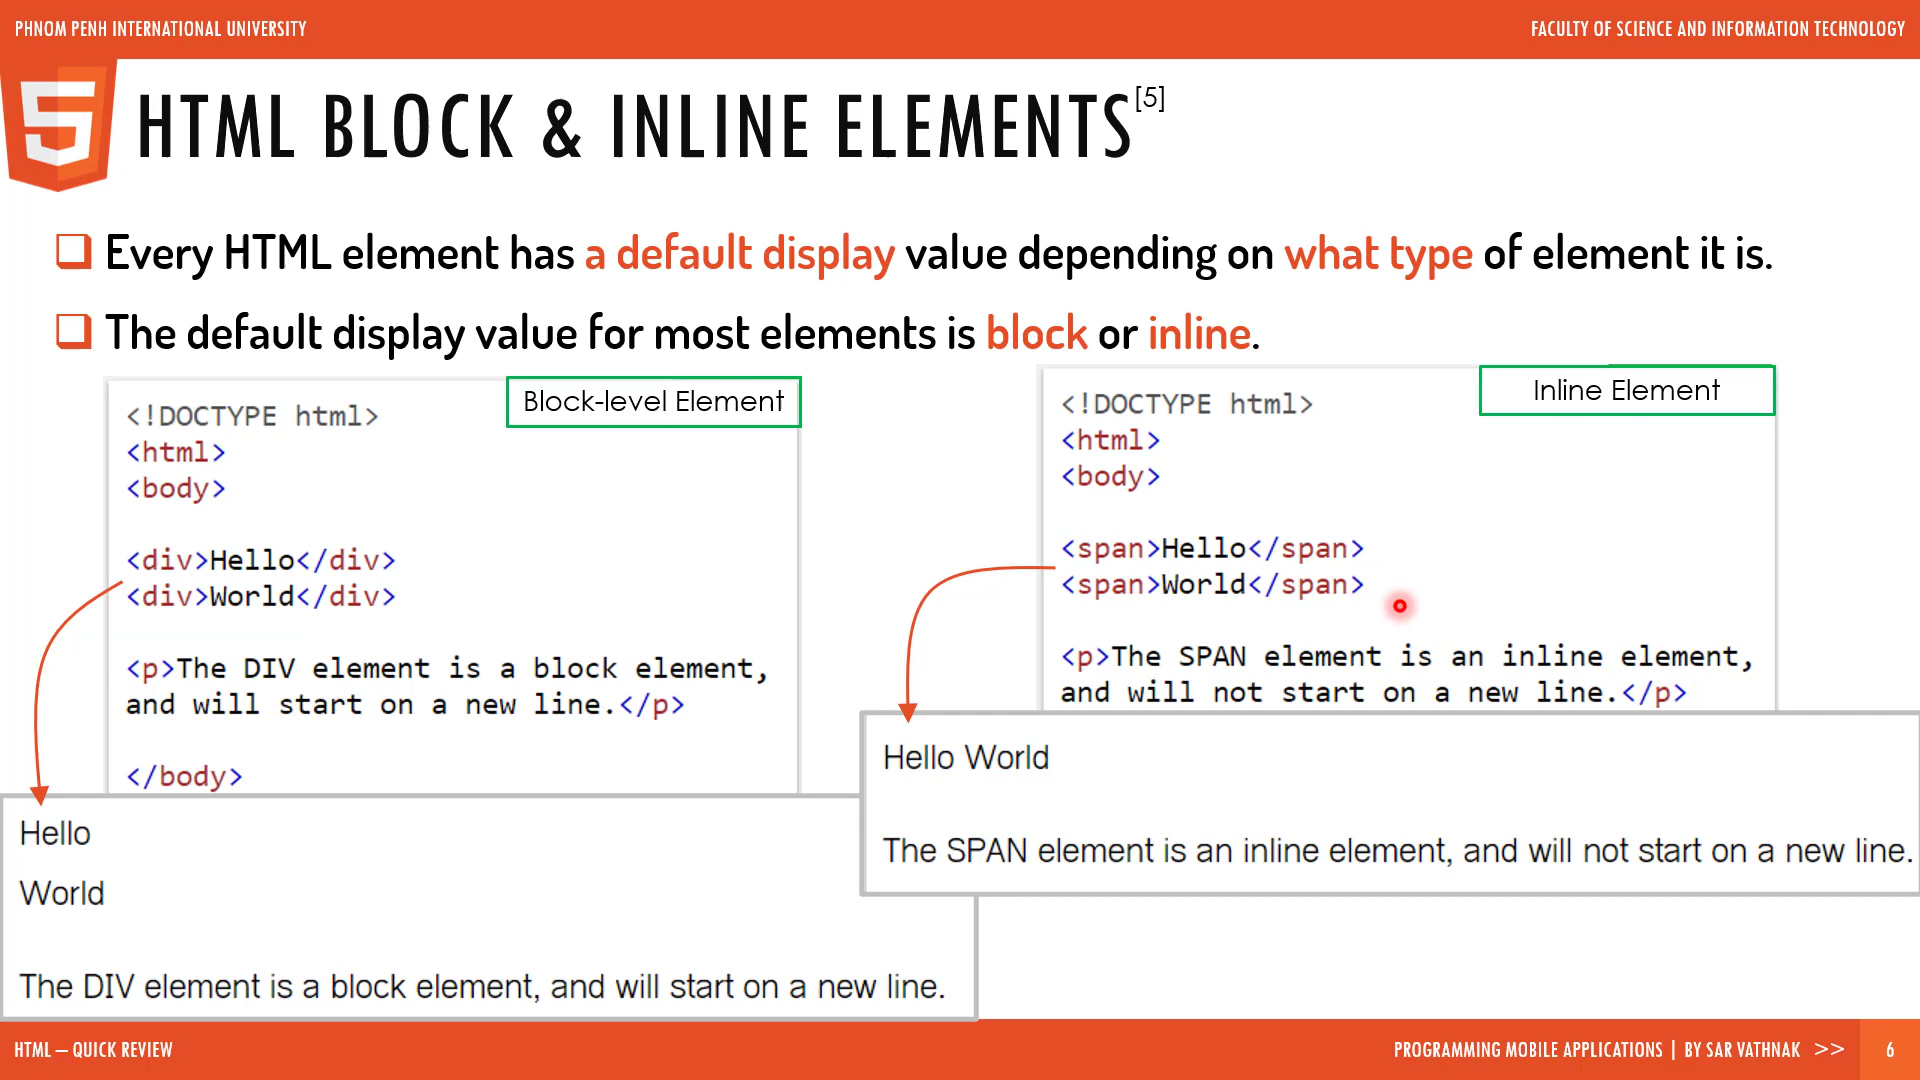 PHNOM PENH INTERNATIONAL UNIVERSITY
FACULTY OF SCIENCE AND INFORMATION TECHNOLOGY
HTML BLOCK & INLINE ELEMENTS[5]
Every HTML element has a default display value depending on what type of element it is.
The default display value for most elements is block or inline.
Block-level Element
<!DOCTYPE html>
<html>
<body>
<div>Hello</div>
<div>World</div>
<p>The DIV element is a block element,
and will start on a new line.</p>
</body>
Hello
World
The DIV element is a block element, and will start on a new line.
Inline Element
<!DOCTYPE html>
<html>
<body>
<span>Hello</span>
<span>World</span>
<p>The SPAN element is an inline element,
and will not start on a new line.</p>
Hello World
The SPAN element is an inline element, and will not start on a new line.
HTML — QUICK REVIEW
PROGRAMMING MOBILE APPLICATIONS | BY SAR VATHNAK >> 6